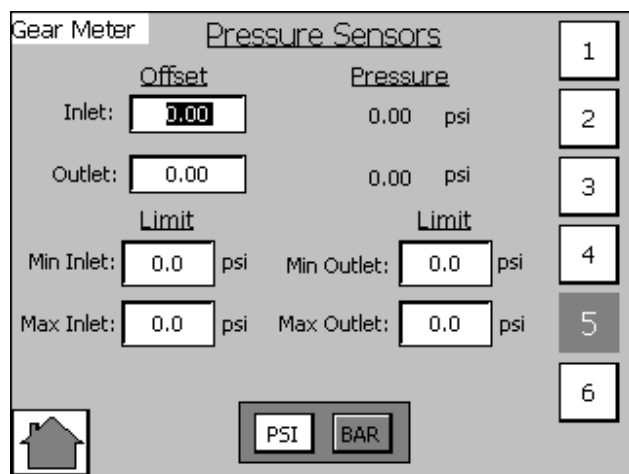 Gear Meter
Pressure Sensors
1
Offset
Pressure
Inlet: 0.00 0.00 psi
2
Outlet: 0.00 0.00 psi
3
Limit
Limit
Min Inlet: 0.0 psi Min Outlet: 0.0 psi
4
Max Inlet: 0.0 psi Max Outlet: 0.0 psi
5
6
PSI BAR